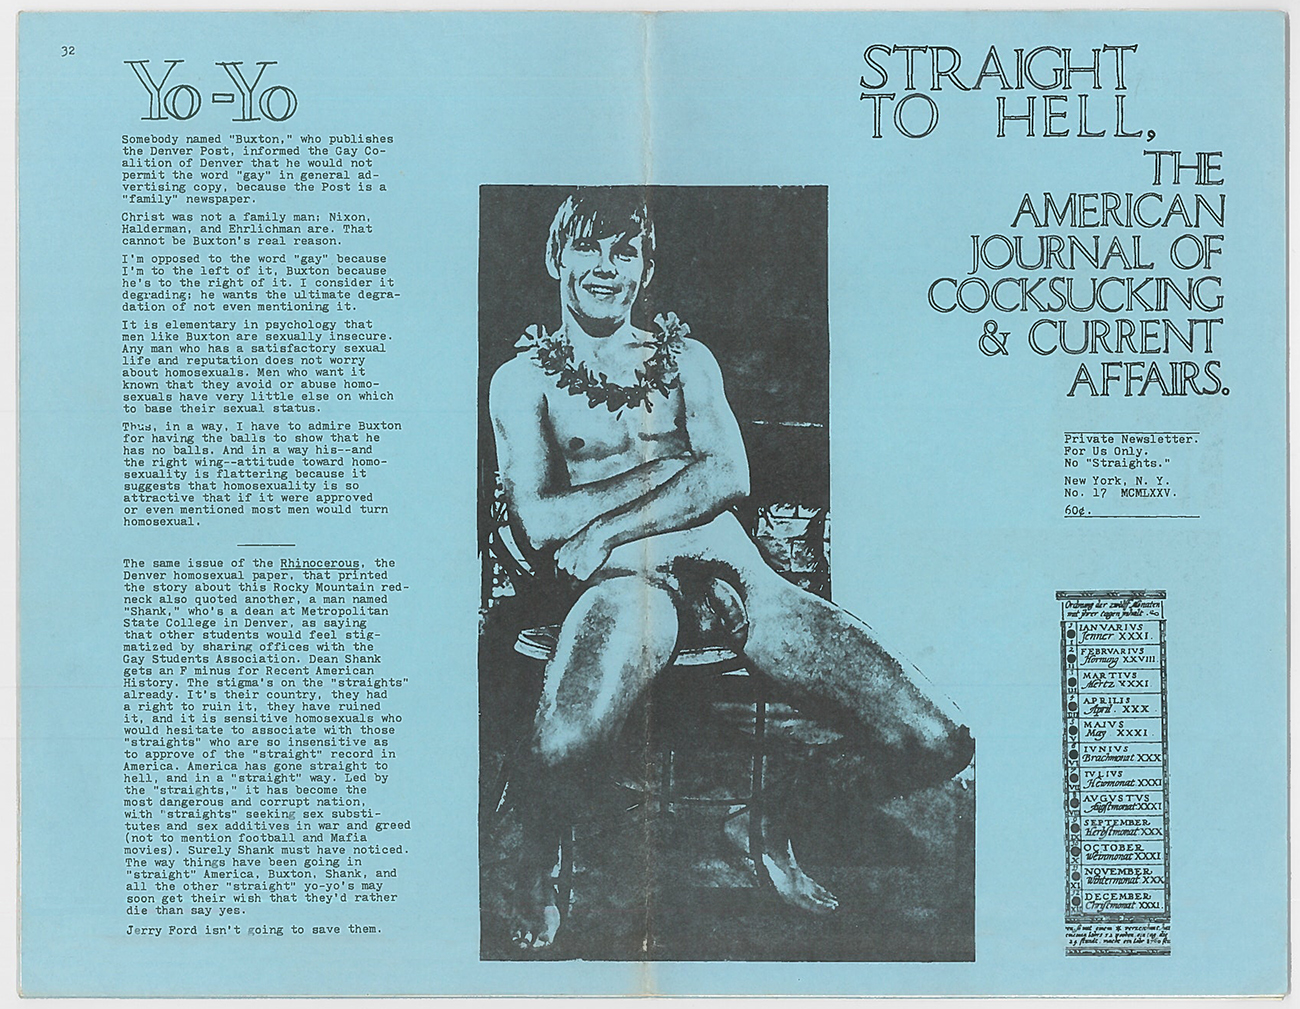 32
Yo-Yo
Somebody named "Buxton," who publishes
the Denver Post, informed the Gay Co-
alition of Denver that he would not
permit the word "gay" in general ad-
vertising copy, because the Post is a
"family" newspaper.
Christ was not a family man; Nixon,
Halderman, and Ehrlichman are. That
cannot be Buxton's real reason.
I'm opposed to the word "gay" because
I'm to the left of it, Buxton because
he's to the right of it. I consider it
degrading; he wants the ultimate degra-
dation of not even mentioning it.
It is elementary in psychology that
men like Buxton are sexually insecure.
Any man who has a satisfactory sexual
life and reputation does not worry
about homosexuals. Men who want it
known that they avoid or abuse homo-
sexuals have very little else on which
to base their sexual status.
Thus, in a way, I have to admire Buxton
for having the balls to show that he
has no balls. And in a way his--and
the right wing--attitude toward homo-
sexuality is flattering because it
suggests that homosexuality is so
attractive that if it were approved
or even mentioned most men would turn
homosexual.
The same issue of the Rhinocerous, the
Denver homosexual paper, that printed
the story about this Rocky Mountain red-
neck also quoted another, a man named
"Shank," who's a dean at Metropolitan
State College in Denver, as saying
that other students would feel stig-
matized by sharing offices with the
Gay Students Association. Dean Shank
gets an F minus for Recent American
History. The stigma's on the "straights"
already. It's their country, they had
a right to ruin it, they have ruined
it, and it is sensitive homosexuals who
would hesitate to associate with those
"straights" who are so insensitive as
to approve of the "straight" record in
America. America has gone straight to
hell, and in a "straight" way. Led by
the "straights," it has become the
most dangerous and corrupt nation,
with "straights" seeking sex substi-
tutes and sex additives in war and greed
(not to mention football and Mafia
movies). Surely Shank must have noticed.
The way things have been going in
"straight" America, Buxton, Shank, and
all the other "straight" yo-yo's may
soon get their wish that they'd rather
die than say yes.
Jerry Ford isn't going to save them.
STRAIGHT
TO HELL,
THE
AMERICAN
JOURNAL OF
COCKSUCKING
& CURRENT
AFFAIRS.
Private Newsletter.
For Us Only.
No "Straights."
New York, N. Y.
No. 17 MCMLXXV.
60¢.
Ordnung der zwölff Monaten
mit jhrer tagen jnhalt.
IANVARIVS
Jenner XXXI.
FEBRVARIVS
Hornung XXVIII.
MARTIVS
Mertz XXXI
APRILIS
April. XXX.
MAIVS
May XXXI.
IVNIVS
Brachmonat XXX
IVLIVS
Hewmonat XXXI
AVGVSTVS
Augstmonat XXXI
SEPTEMBER
Herbstmonat XXX
OCTOBER
Weinmonat XXXI
NOVEMBER
Wintermonat XXX
DECEMBER
Christmonat XXXI.